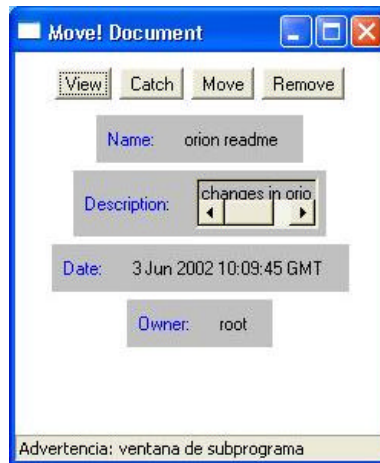 Move! Document
View Catch Move Remove
Name: orion readme
Description: changes in orio
Date: 3 Jun 2002 10:09:45 GMT
Owner: root
Advertencia: ventana de subprograma